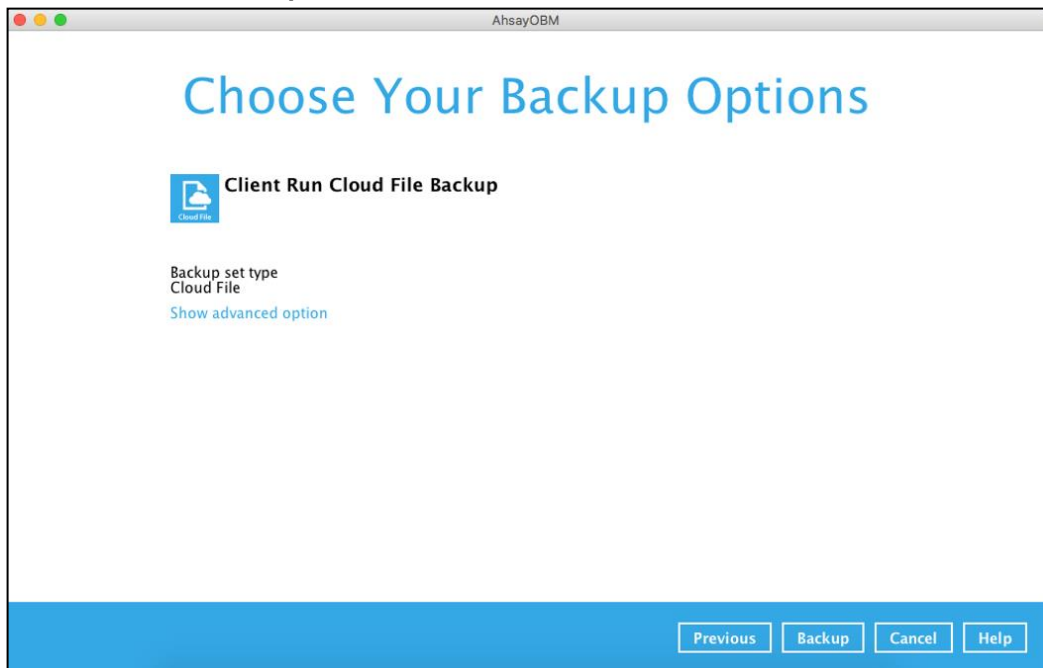 AhsayOBM
Choose Your Backup Options
Client Run Cloud File Backup
Cloud File
Backup set type
Cloud File
Show advanced option
Previous Backup Cancel Help